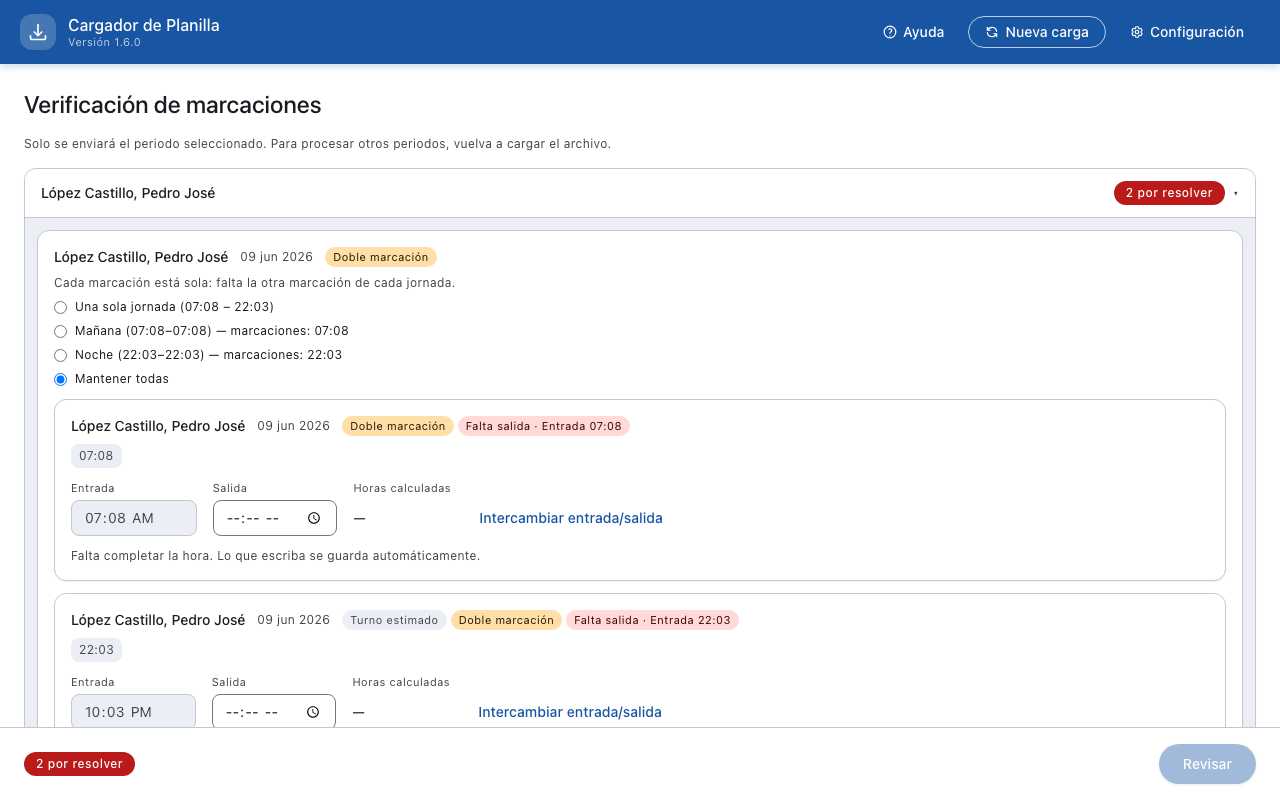 Cargador de Planilla
Versión 1.6.0
Ayuda
Nueva carga
Configuración
Verificación de marcaciones
Solo se enviará el periodo seleccionado. Para procesar otros periodos, vuelva a cargar el archivo.
López Castillo, Pedro José
2 por resolver
López Castillo, Pedro José 09 jun 2026 Doble marcación
Cada marcación está sola: falta la otra marcación de cada jornada.
Una sola jornada (07:08 – 22:03)
Mañana (07:08–07:08) — marcaciones: 07:08
Noche (22:03–22:03) — marcaciones: 22:03
Mantener todas
López Castillo, Pedro José 09 jun 2026 Doble marcación Falta salida · Entrada 07:08
07:08
Entrada Salida Horas calculadas
07:08 AM --:-- -- — Intercambiar entrada/salida
Falta completar la hora. Lo que escriba se guarda automáticamente.
López Castillo, Pedro José 09 jun 2026 Turno estimado Doble marcación Falta salida · Entrada 22:03
22:03
Entrada Salida Horas calculadas
10:03 PM --:-- -- — Intercambiar entrada/salida
2 por resolver
Revisar